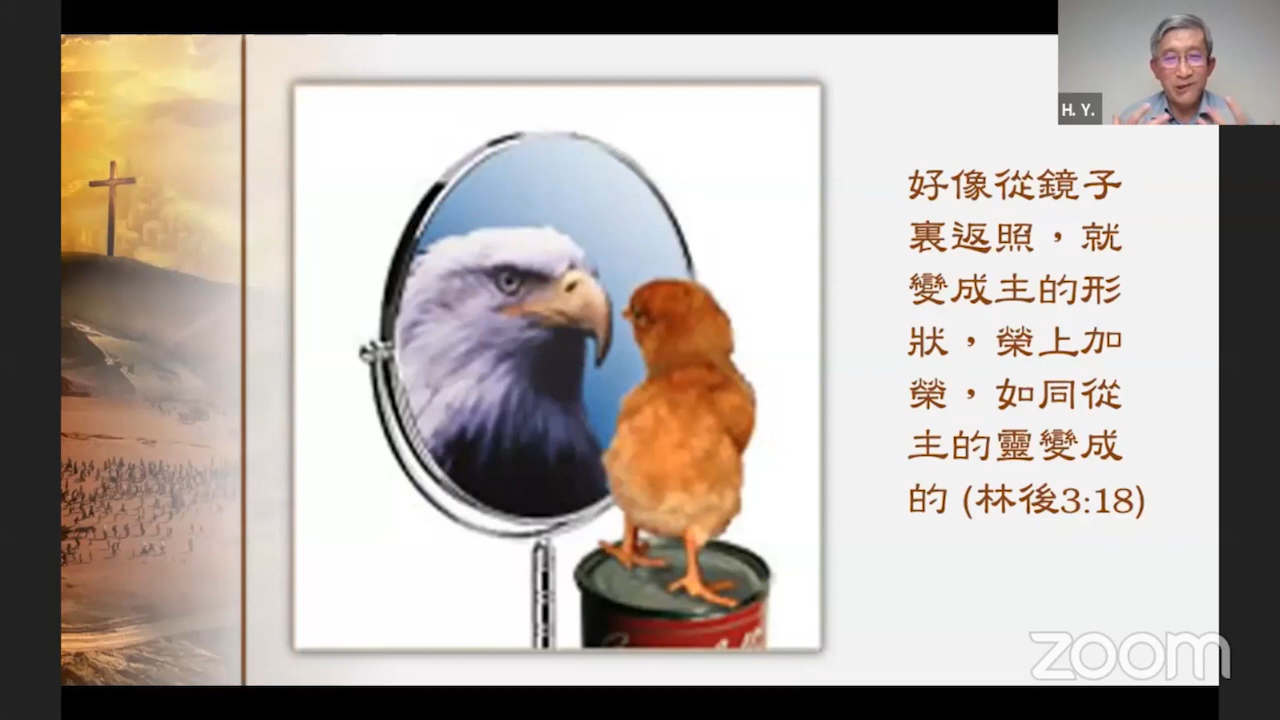 H. Y.
好像從鏡子
裏返照，就
變成主的形
狀，榮上加
榮，如同從
主的靈變成
的 (林後3:18)
zoom